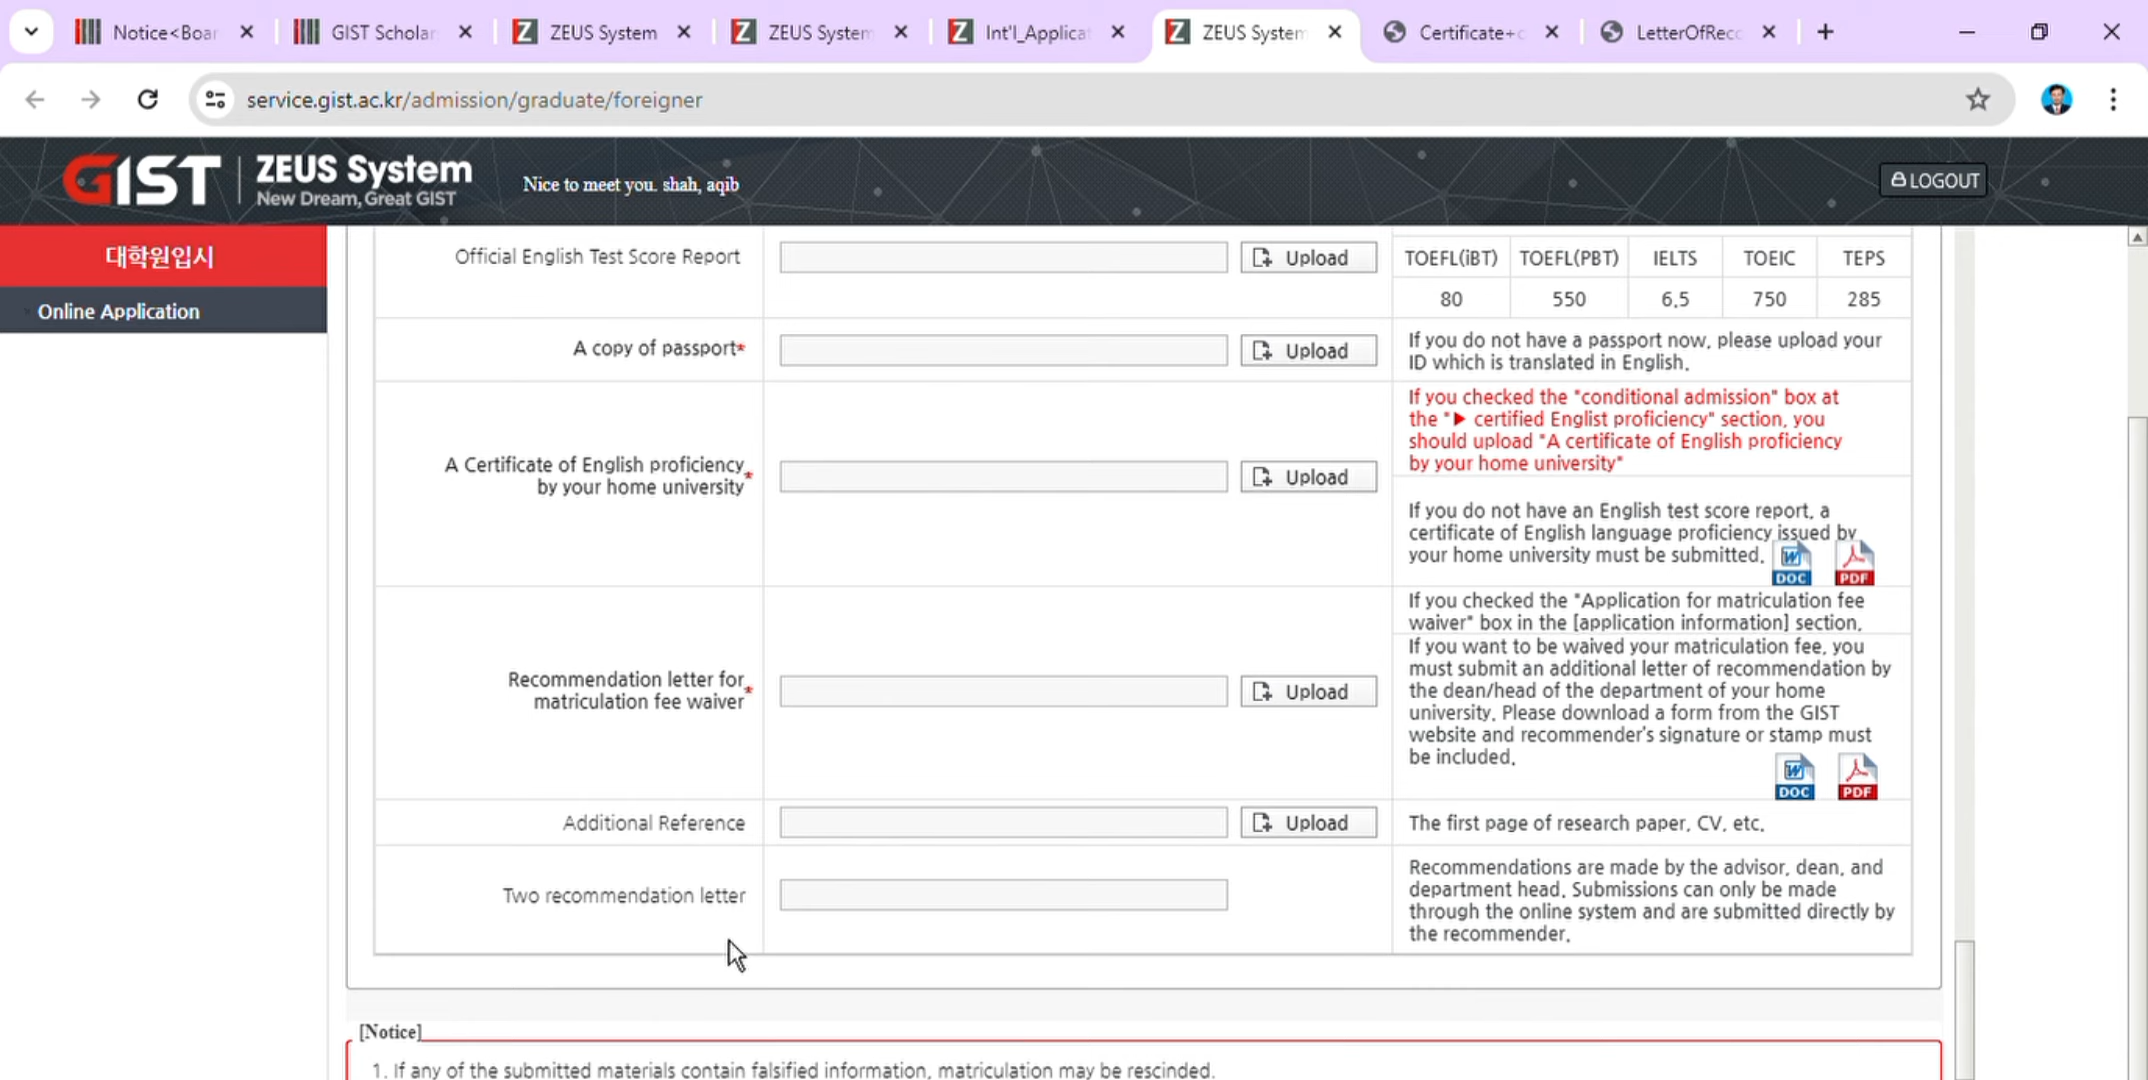 Notice<Boar
GIST Scholar
ZEUS System
ZEUS System
Int'l_Applicat
ZEUS System
Certificate+c
LetterOfReco
service.gist.ac.kr/admission/graduate/foreigner
GIST
ZEUS System
New Dream, Great GIST
Nice to meet you. shah, aqib
LOGOUT
대학원입시
Online Application
Official English Test Score Report
Upload
TOEFL(iBT) TOEFL(PBT) IELTS TOEIC TEPS
80 550 6.5 750 285
A copy of passport*
Upload
If you do not have a passport now, please upload your
ID which is translated in English.
A Certificate of English proficiency
by your home university*
Upload
If you checked the "conditional admission" box at
the "▶ certified Englist proficiency" section, you
should upload "A certificate of English proficiency
by your home university"
If you do not have an English test score report, a
certificate of English language proficiency issued by
your home university must be submitted.
DOC PDF
Recommendation letter for
matriculation fee waiver*
Upload
If you checked the "Application for matriculation fee
waiver" box in the [application information] section.
If you want to be waived your matriculation fee, you
must submit an additional letter of recommendation by
the dean/head of the department of your home
university. Please download a form from the GIST
website and recommender's signature or stamp must
be included.
DOC PDF
Additional Reference
Upload
The first page of research paper, CV, etc.
Two recommendation letter
Recommendations are made by the advisor, dean, and
department head. Submissions can only be made
through the online system and are submitted directly by
the recommender.
[Notice]
1. If any of the submitted materials contain falsified information, matriculation may be rescinded.